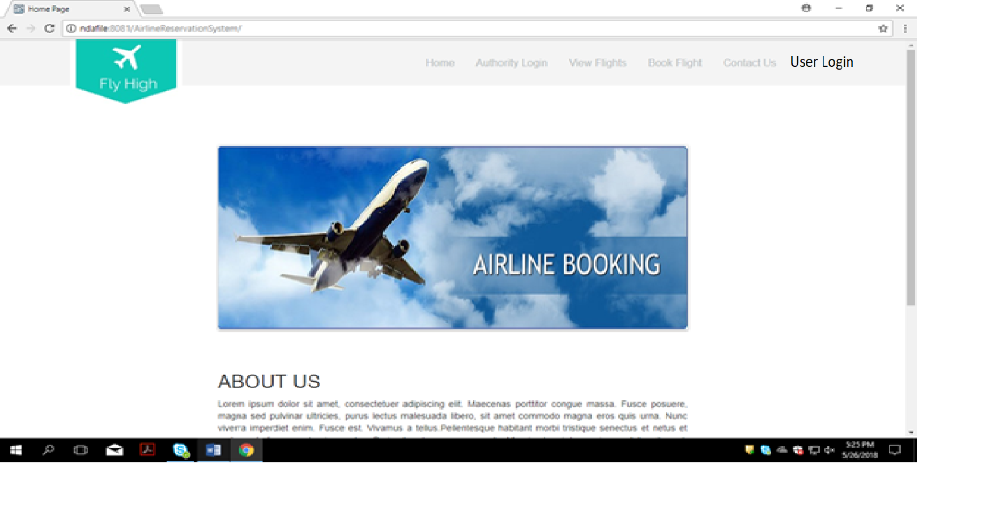 Home Page
ndafile:8081/AirlineReservationSystem/
Fly High
Home Authority Login View Flights Book Flight Contact Us User Login
AIRLINE BOOKING
ABOUT US
Lorem ipsum dolor sit amet, consectetuer adipiscing elit. Maecenas porttitor congue massa. Fusce posuere,
magna sed pulvinar ultricies, purus lectus malesuada libero, sit amet commodo magna eros quis urna. Nunc
viverra imperdiet enim. Fusce est. Vivamus a tellus.Pellentesque habitant morbi tristique senectus et netus et
5:25 PM
5/26/2018